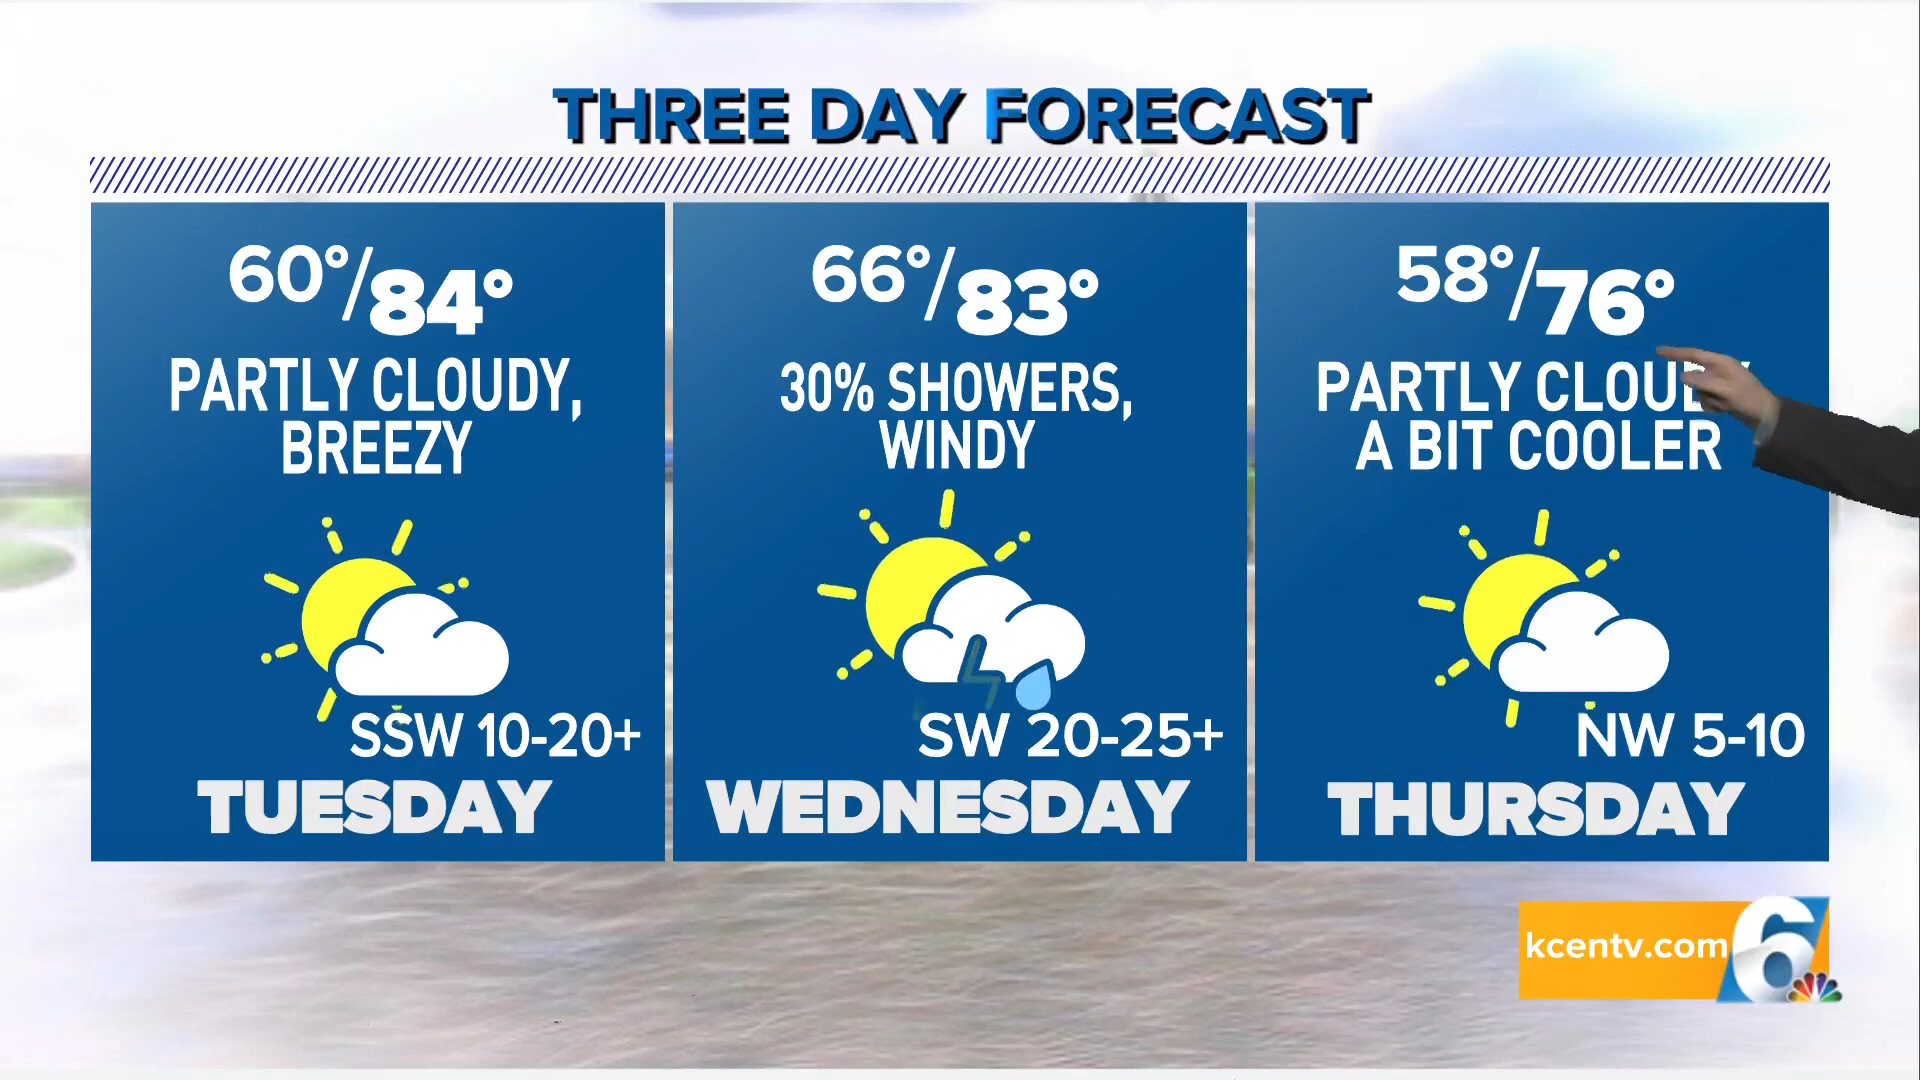 THREE DAY FORECAST
60°/84°
PARTLY CLOUDY,
BREEZY
SSW 10-20+
TUESDAY
66°/83°
30% SHOWERS,
WINDY
SW 20-25+
WEDNESDAY
58°/76°
PARTLY
A BIT COOLER
NW 5-10
THURSDAY
kcentv.com 6